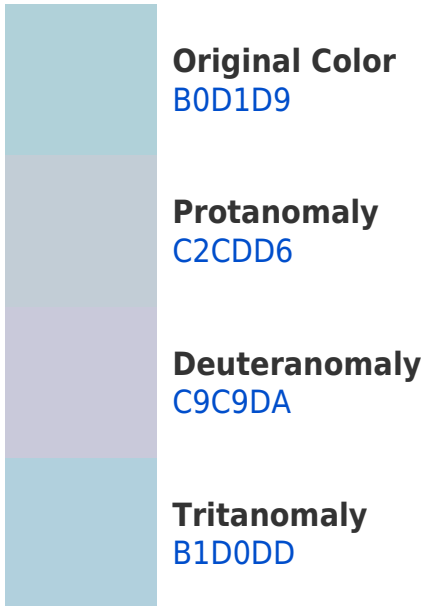 Original Color
B0D1D9
Protanomaly
C2CDD6
Deuteranomaly
C9C9DA
Tritanomaly
B1D0DD